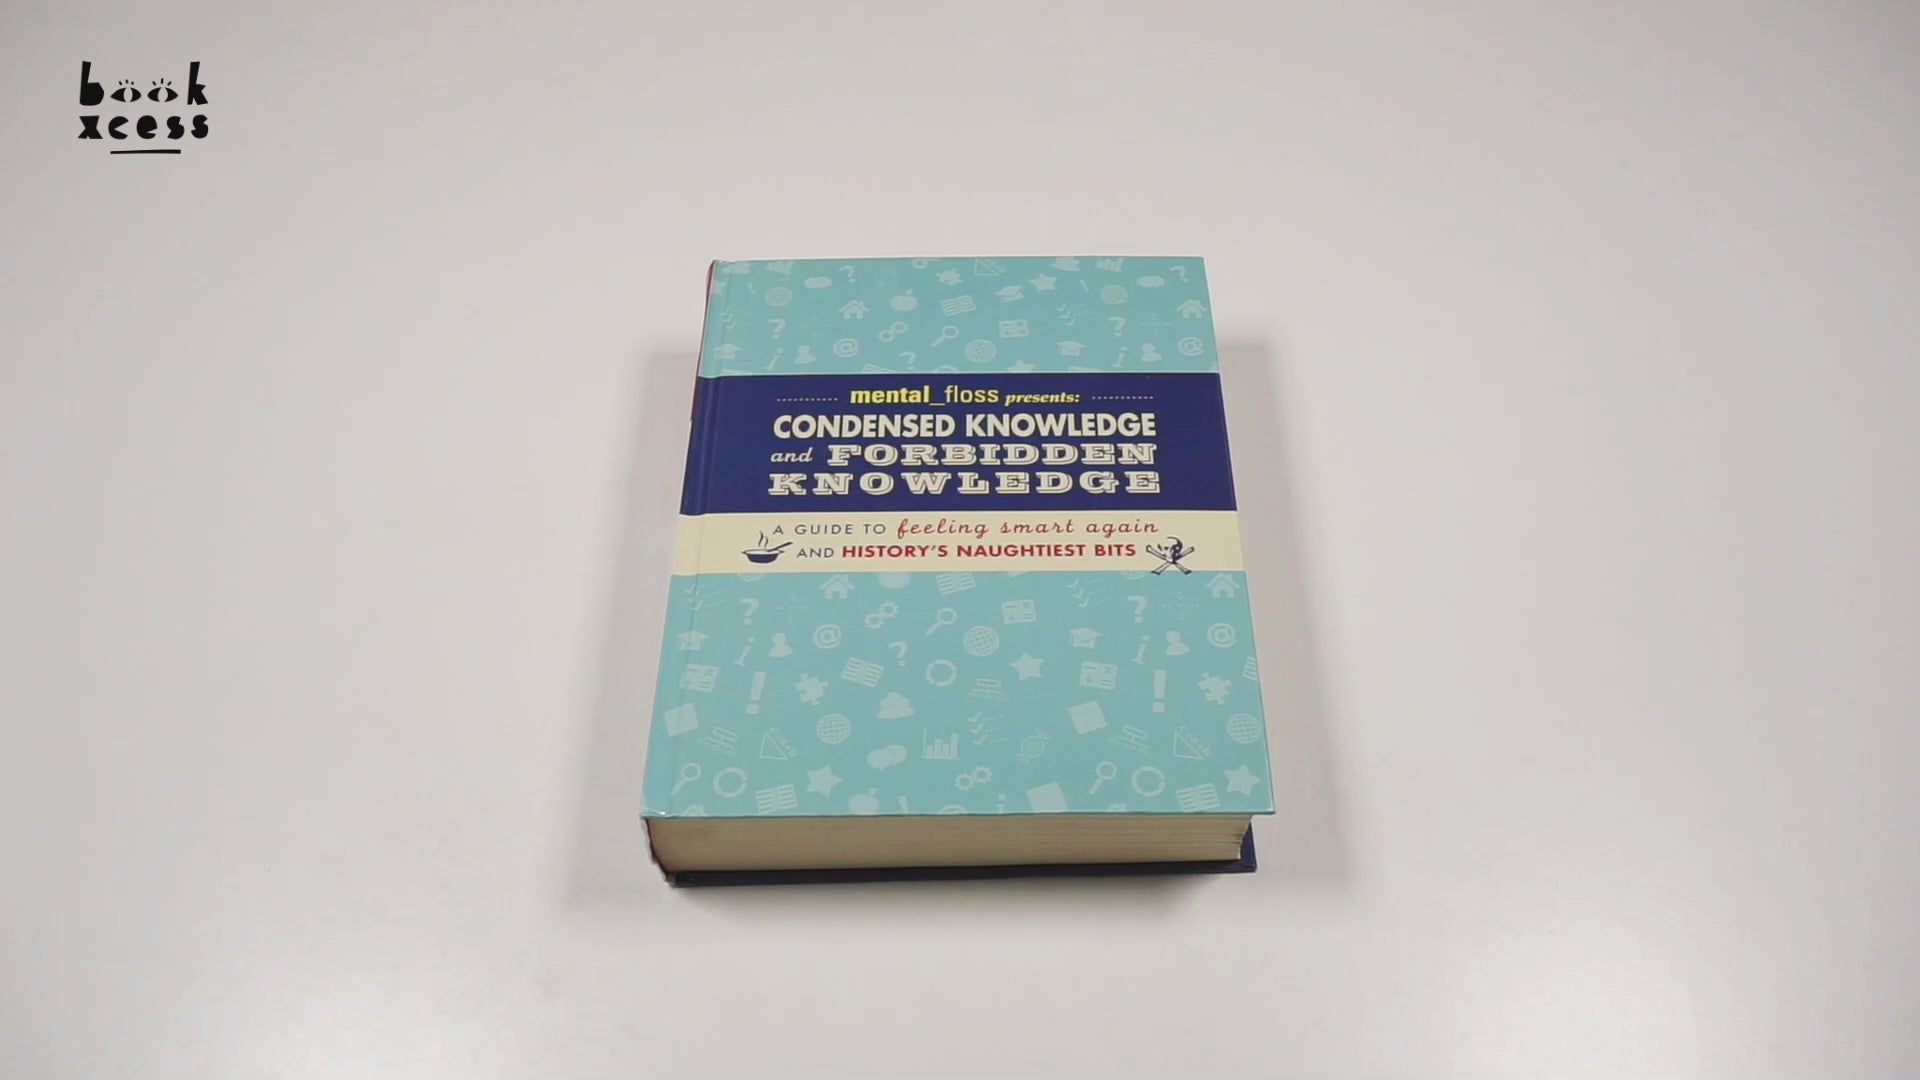 book
xcess
mental_floss presents:
CONDENSED KNOWLEDGE
and FORBIDDEN
KNOWLEDGE
A GUIDE TO feeling smart again
AND HISTORY'S NAUGHTIEST BITS